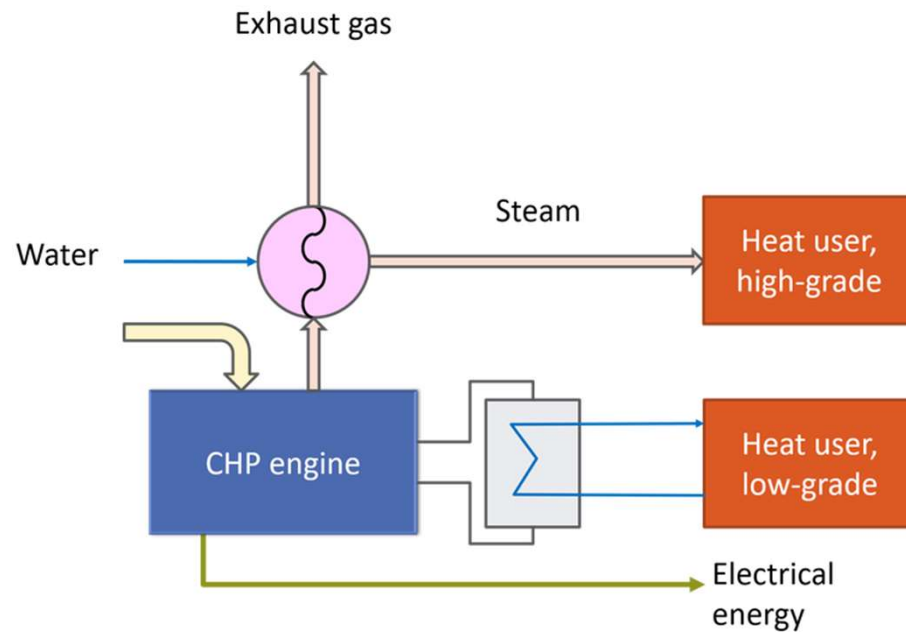 Exhaust gas
Steam
Water
Heat user,
high-grade
CHP engine
Heat user,
low-grade
Electrical
energy